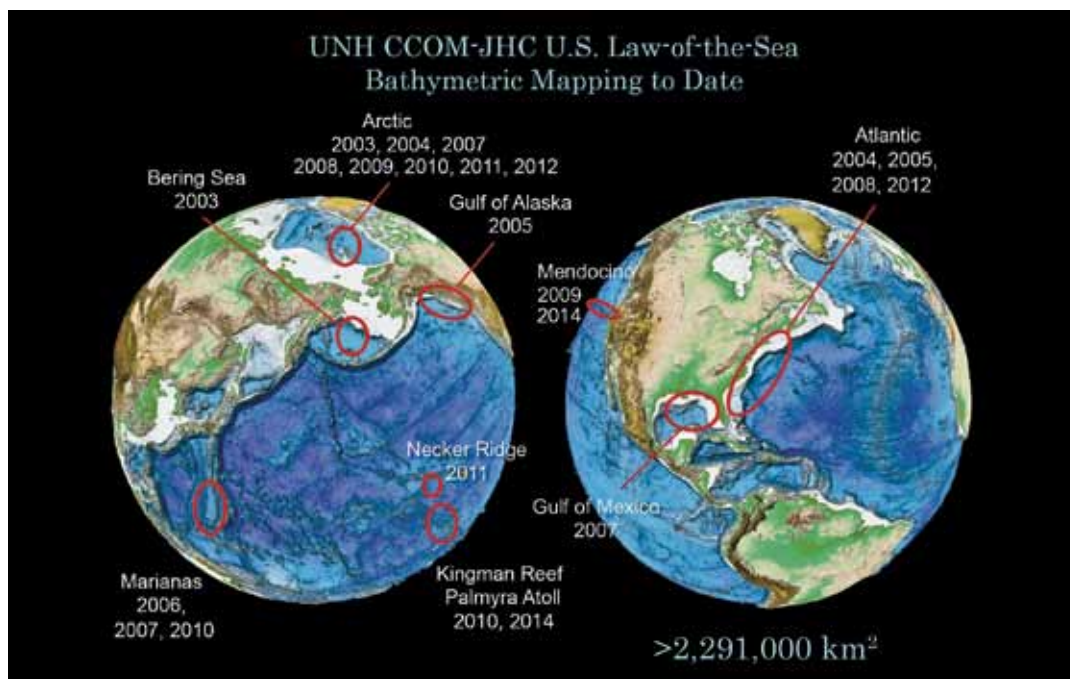 UNH CCOM-JHC U.S. Law-of-the-Sea
Bathymetric Mapping to Date
Arctic
2003, 2004, 2007
2008, 2009, 2010, 2011, 2012
Bering Sea
2003
Gulf of Alaska
2005
Necker Ridge
2011
Marianas
2006,
2007, 2010
Kingman Reef
Palmyra Atoll
2010, 2014
Atlantic
2004, 2005,
2008, 2012
Mendocino
2009
2014
Gulf of Mexico
2007
>2,291,000 km²